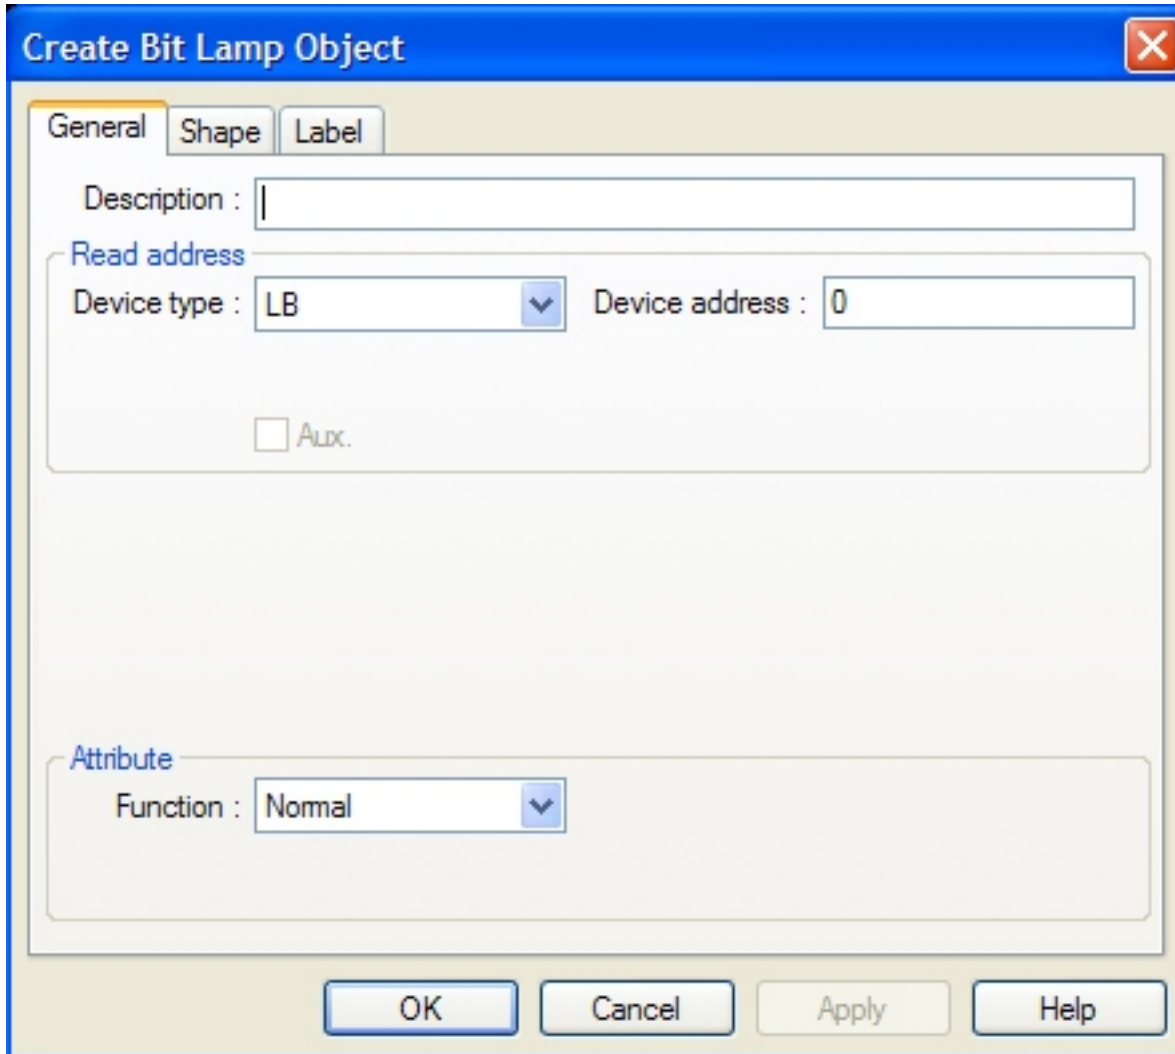 Create Bit Lamp Object
General Shape Label
Description :
Read address
Device type : LB Device address : 0
Aux.
Attribute
Function : Normal
OK Cancel Apply Help